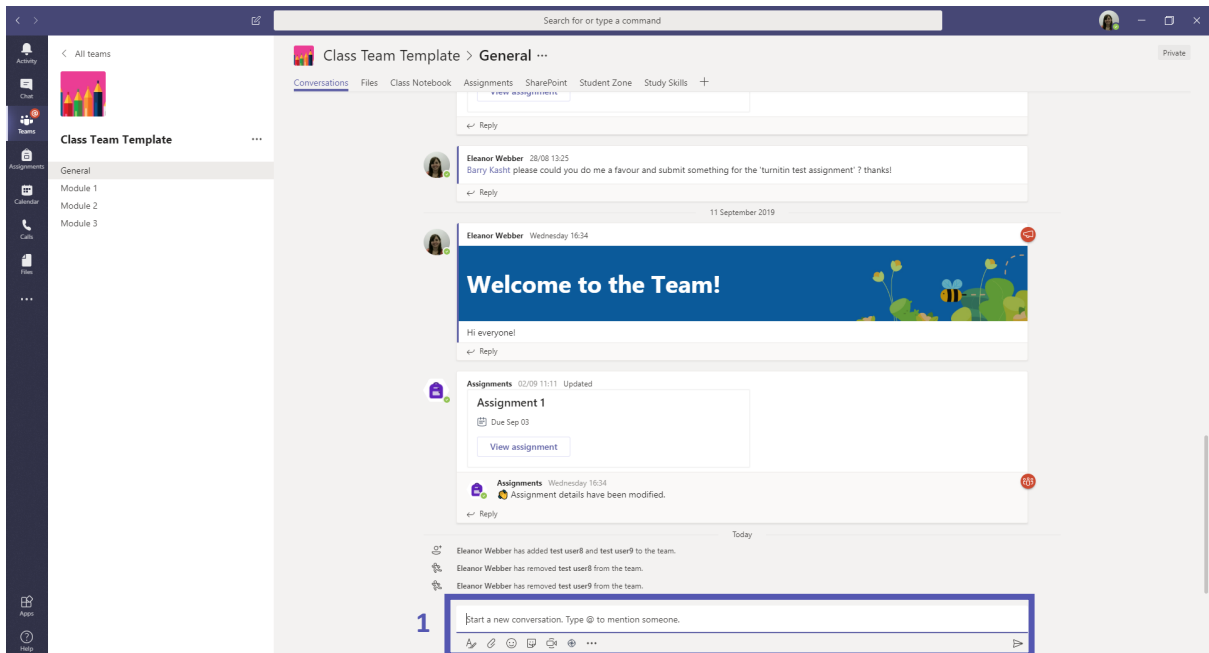 Search for or type a command
Activity
Chat
Teams
Assignments
Calendar
Calls
Files
Apps
Help
All teams
Class Team Template
General
Module 1
Module 2
Module 3
Class Team Template > General
Private
Conversations Files Class Notebook Assignments SharePoint Student Zone Study Skills
View assignment
Reply
Eleanor Webber 28/08 13:25
Barry Kasht please could you do me a favour and submit something for the 'turnitin test assignment' ? thanks!
Reply
11 September 2019
Eleanor Webber Wednesday 16:34
Welcome to the Team!
Hi everyone!
Reply
Assignments 02/09 11:11 Updated
Assignment 1
Due Sep 03
View assignment
Assignments Wednesday 16:34
Assignment details have been modified.
Reply
Today
Eleanor Webber has added test user8 and test user9 to the team.
Eleanor Webber has removed test user8 from the team.
Eleanor Webber has removed test user9 from the team.
1
Start a new conversation. Type @ to mention someone.